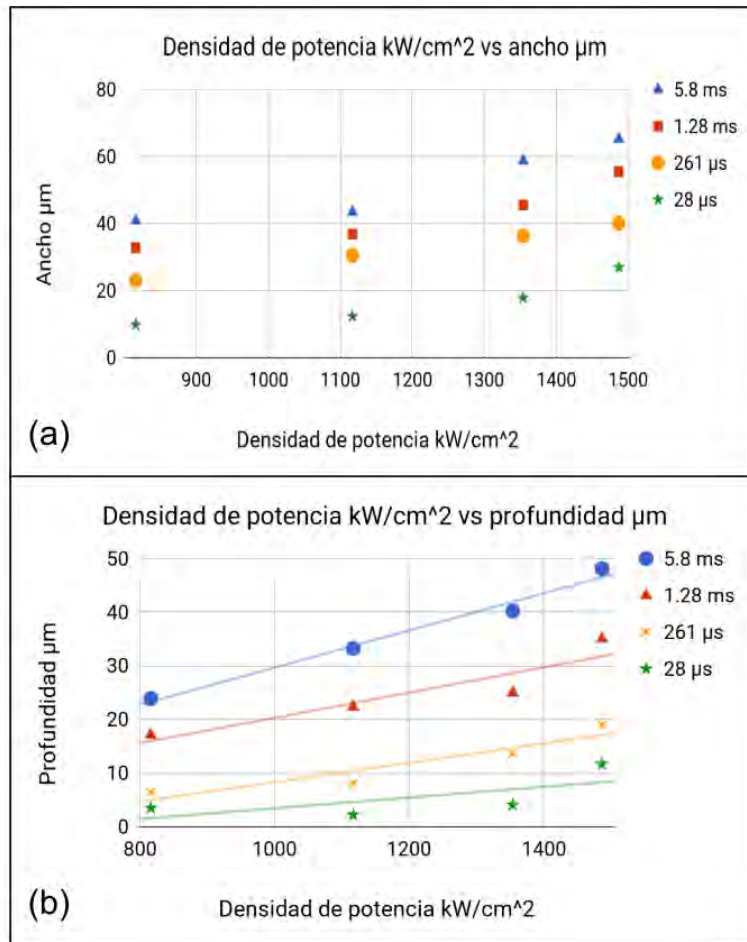 Densidad de potencia kW/cm^2 vs ancho µm
80
60
40
20
0
Ancho µm
900 1000 1100 1200 1300 1400 1500
Densidad de potencia kW/cm^2
5.8 ms
1.28 ms
261 µs
28 µs
(a)
Densidad de potencia kW/cm^2 vs profundidad µm
50
40
30
20
10
0
Profundidad µm
800 1000 1200 1400
Densidad de potencia kW/cm^2
5.8 ms
1.28 ms
261 µs
28 µs
(b)